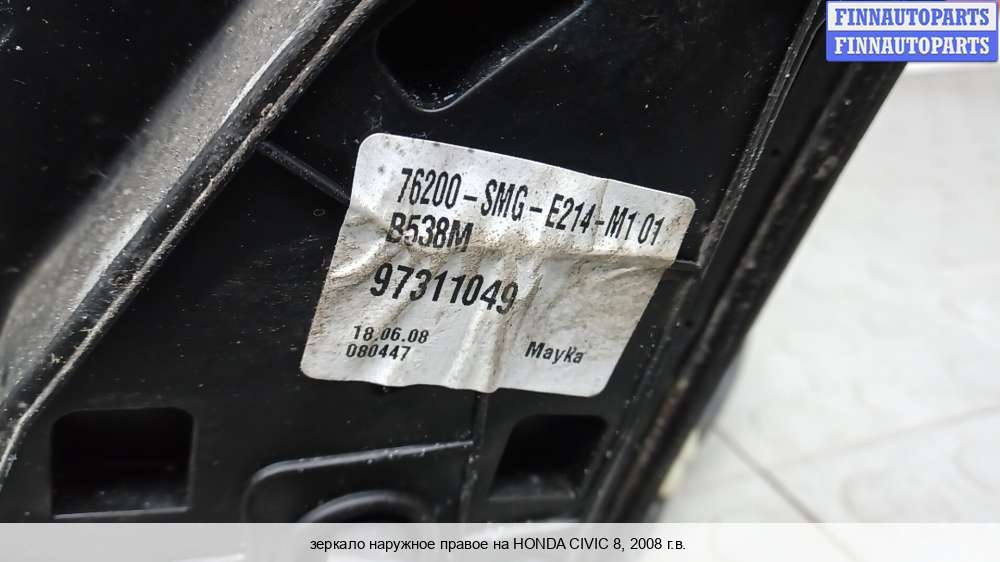 FINNAUTOPARTS
FINNAUTOPARTS
76200-SMG-E214-M1 01
B538M
97311049
18.06.08
080447
Mayka
зеркало наружное правое на HONDA CIVIC 8, 2008 г.в.